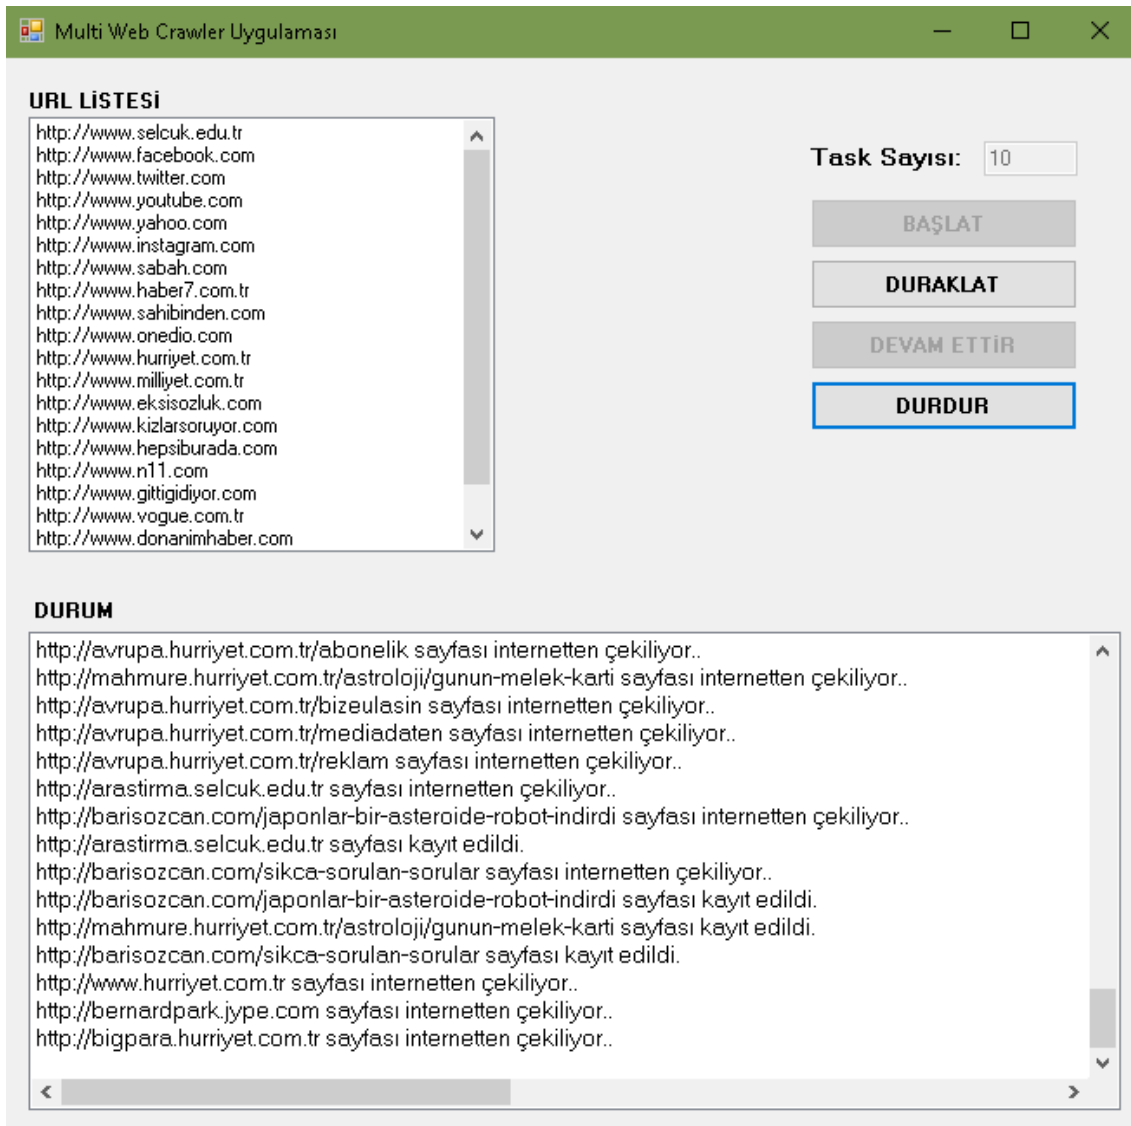 Multi Web Crawler Uygulaması
URL LİSTESİ
http://www.selcuk.edu.tr
http://www.facebook.com
http://www.twitter.com
http://www.youtube.com
http://www.yahoo.com
http://www.instagram.com
http://www.sabah.com
http://www.haber7.com.tr
http://www.sahibinden.com
http://www.onedio.com
http://www.hurriyet.com.tr
http://www.milliyet.com.tr
http://www.eksisozluk.com
http://www.kizlarsoruyor.com
http://www.hepsiburada.com
http://www.n11.com
http://www.gittigidiyor.com
http://www.vogue.com.tr
http://www.donanimhaber.com
Task Sayısı: 10
BAŞLAT
DURAKLAT
DEVAM ETTİR
DURDUR
DURUM
http://avrupa.hurriyet.com.tr/abonelik sayfası internetten çekiliyor..
http://mahmure.hurriyet.com.tr/astroloji/gunun-melek-karti sayfası internetten çekiliyor..
http://avrupa.hurriyet.com.tr/bizeulasin sayfası internetten çekiliyor..
http://avrupa.hurriyet.com.tr/mediadaten sayfası internetten çekiliyor..
http://avrupa.hurriyet.com.tr/reklam sayfası internetten çekiliyor..
http://arastirma.selcuk.edu.tr sayfası internetten çekiliyor..
http://barisozcan.com/japonlar-bir-asteroide-robot-indirdi sayfası internetten çekiliyor..
http://arastirma.selcuk.edu.tr sayfası kayıt edildi.
http://barisozcan.com/sikca-sorulan-sorular sayfası internetten çekiliyor..
http://barisozcan.com/japonlar-bir-asteroide-robot-indirdi sayfası kayıt edildi.
http://mahmure.hurriyet.com.tr/astroloji/gunun-melek-karti sayfası kayıt edildi.
http://barisozcan.com/sikca-sorulan-sorular sayfası kayıt edildi.
http://www.hurriyet.com.tr sayfası internetten çekiliyor..
http://bernardpark.jype.com sayfası internetten çekiliyor..
http://bigpara.hurriyet.com.tr sayfası internetten çekiliyor..